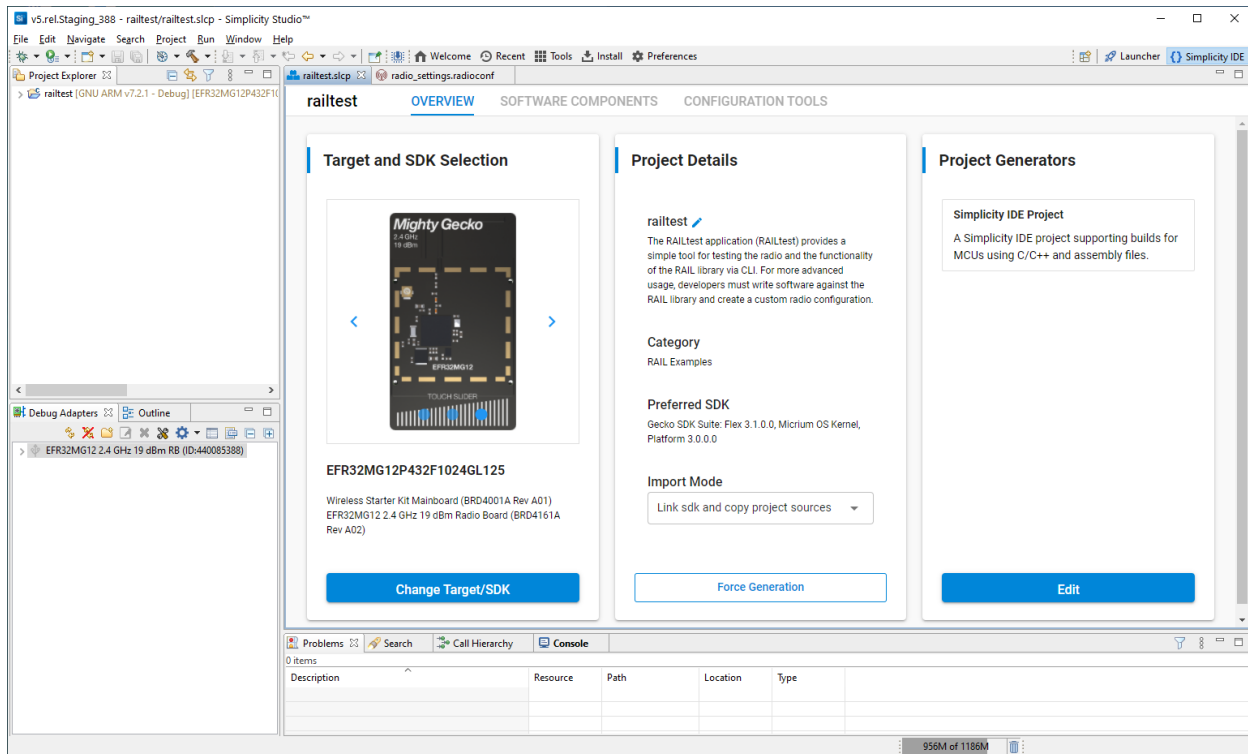 v5.rel.Staging_388 - railtest/railtest.slcp - Simplicity Studio™
File Edit Navigate Search Project Run Window Help
Welcome Recent Tools Install Preferences Launcher Simplicity IDE
Project Explorer
railtest [GNU ARM v7.2.1 - Debug] [EFR32MG12P432F10
railtest.slcp radio_settings.radioconf
railtest OVERVIEW SOFTWARE COMPONENTS CONFIGURATION TOOLS
Target and SDK Selection
Mighty Gecko
2.4 GHz
19 dBm
EFR32MG12
TOUCH SLIDER
EFR32MG12P432F1024GL125
Wireless Starter Kit Mainboard (BRD4001A Rev A01)
EFR32MG12 2.4 GHz 19 dBm Radio Board (BRD4161A
Rev A02)
Change Target/SDK
Project Details
railtest
The RAILtest application (RAILtest) provides a
simple tool for testing the radio and the functionality
of the RAIL library via CLI. For more advanced
usage, developers must write software against the
RAIL library and create a custom radio configuration.
Category
RAIL Examples
Preferred SDK
Gecko SDK Suite: Flex 3.1.0.0, Micrium OS Kernel,
Platform 3.0.0.0
Import Mode
Link sdk and copy project sources
Force Generation
Project Generators
Simplicity IDE Project
A Simplicity IDE project supporting builds for
MCUs using C/C++ and assembly files.
Edit
Debug Adapters Outline
EFR32MG12 2.4 GHz 19 dBm RB (ID:440085388)
Problems Search Call Hierarchy Console
0 items
Description Resource Path Location Type
956M of 1186M